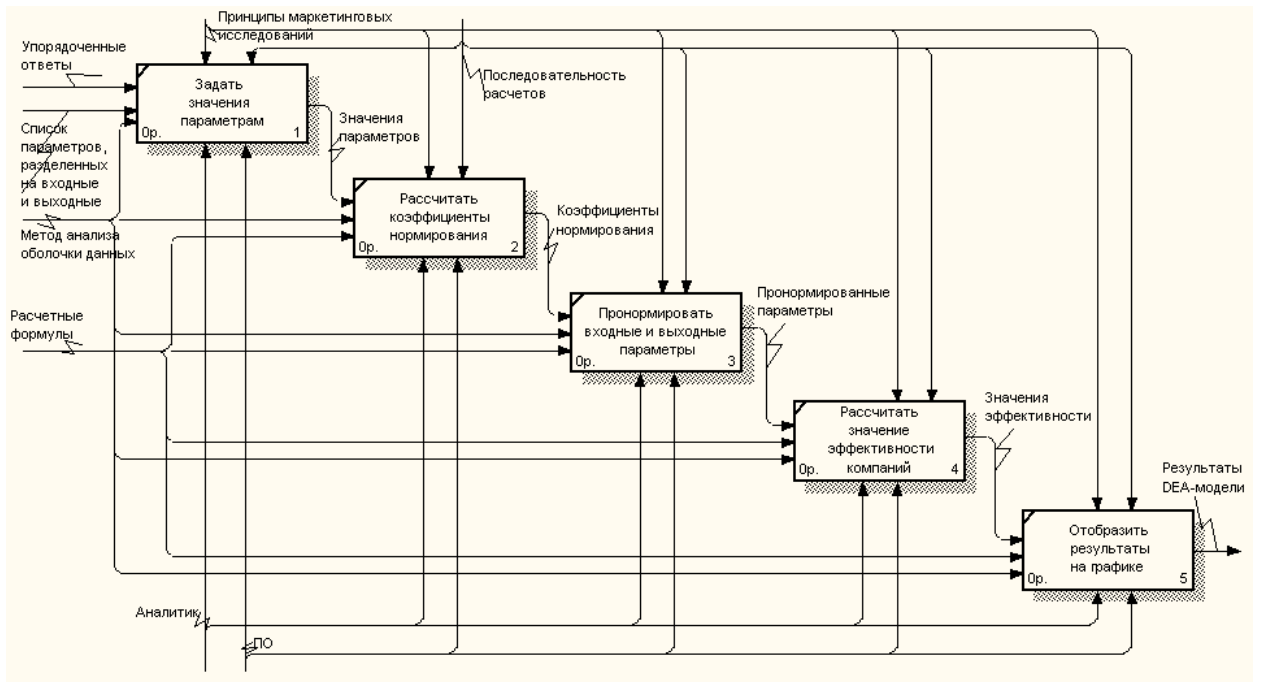 Принципы маркетинговых
исследований
Упорядоченные
ответы
Последовательность
расчетов
Задать
значения
параметрам
0р. 1
Значения
параметров
Список
параметров,
разделенных
на входные
и выходные
Метод анализа
оболочки данных
Рассчитать
коэффициенты
нормирования
0р. 2
Коэффициенты
нормирования
Расчетные
формулы
Пронормировать
входные и выходные
параметры
0р. 3
Пронормированные
параметры
Рассчитать
значение
эффективности
компаний
0р. 4
Значения
эффективности
Результаты
DEA-модели
Отобразить
результаты
на графике
0р. 5
Аналитик
ПО